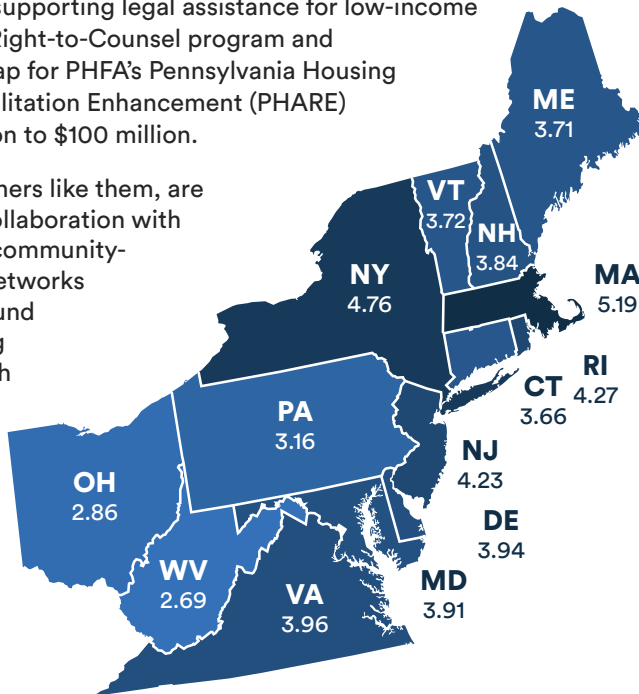 supporting legal assistance for low-income
Right-to-Counsel program and
ap for PHFA's Pennsylvania Housing
ilitation Enhancement (PHARE)
on to $100 million.
ners like them, are
ollaboration with
community-
etworks
und
g
h
ME
3.71
VT
3.72
NH
3.84
NY
4.76
MA
5.19
RI
4.27
CT
3.66
PA
3.16
NJ
4.23
OH
2.86
DE
3.94
WV
2.69
MD
3.91
VA
3.96